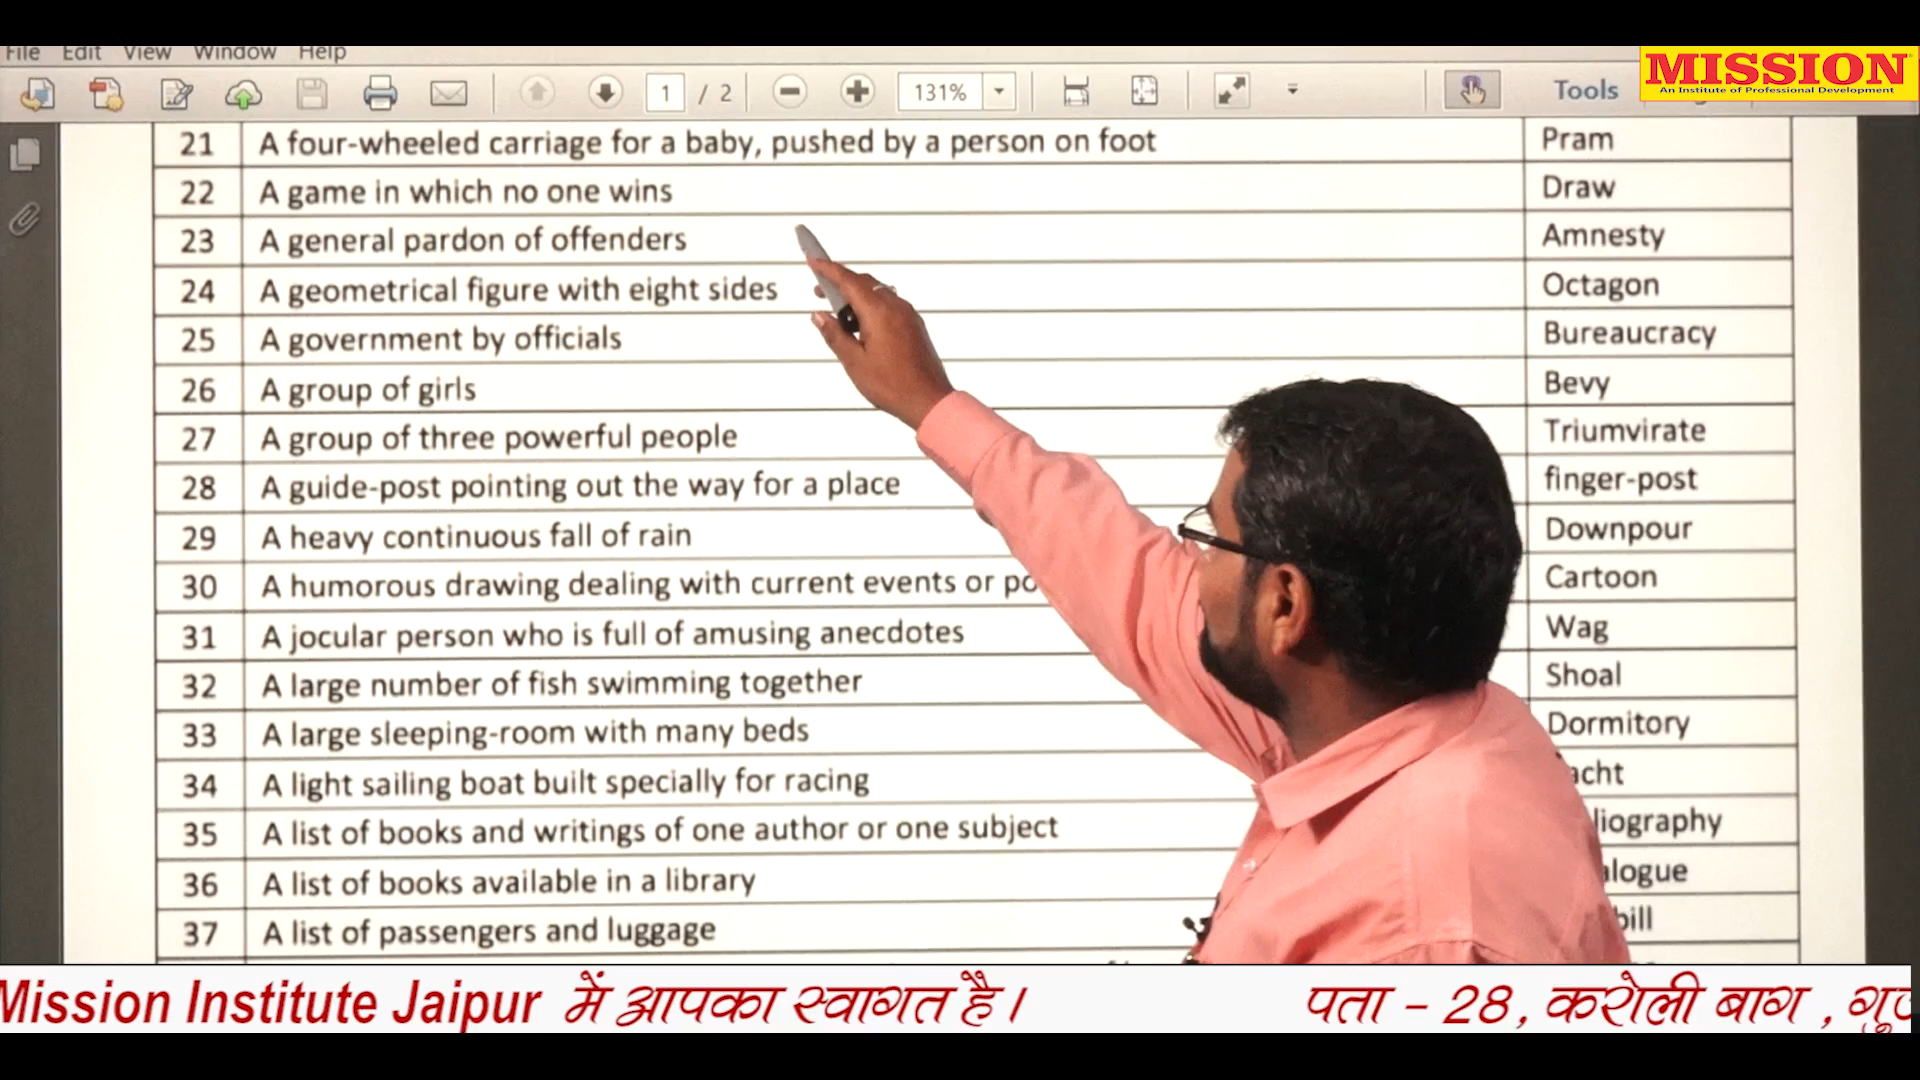 File Edit View Window Help
MISSION
An Institute of Professional Development
1 / 2 131% Tools
21 A four-wheeled carriage for a baby, pushed by a person on foot Pram
22 A game in which no one wins Draw
23 A general pardon of offenders Amnesty
24 A geometrical figure with eight sides Octagon
25 A government by officials Bureaucracy
26 A group of girls Bevy
27 A group of three powerful people Triumvirate
28 A guide-post pointing out the way for a place finger-post
29 A heavy continuous fall of rain Downpour
30 A humorous drawing dealing with current events or Cartoon
31 A jocular person who is full of amusing anecdotes Wag
32 A large number of fish swimming together Shoal
33 A large sleeping-room with many beds Dormitory
34 A light sailing boat built specially for racing acht
35 A list of books and writings of one author or one subject liography
36 A list of books available in a library alogue
37 A list of passengers and luggage bill
Mission Institute Jaipur में आपका स्वागत है। पता - 28, करोली बाग ,